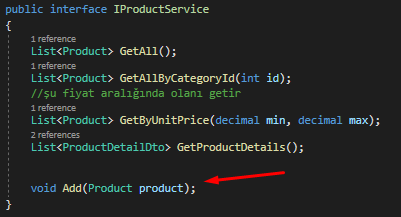 public interface IProductService
{
1 reference
List<Product> GetAll();
1 reference
List<Product> GetAllByCategoryId(int id);
//şu fiyat aralığında olanı getir
1 reference
List<Product> GetByUnitPrice(decimal min, decimal max);
2 references
List<ProductDetailDto> GetProductDetails();
void Add(Product product);
}